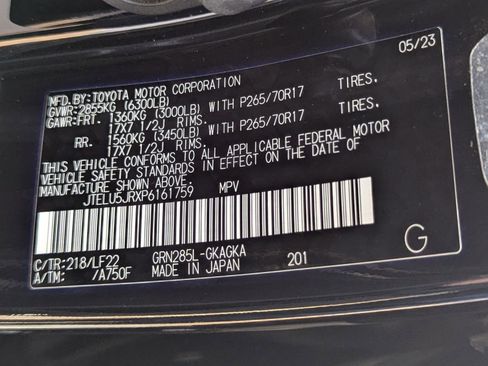 05/23
MFD.BY:TOYOTA MOTOR CORPORATION
GVWR:2855KG (6300LB)
GAWR:FRT. 1360KG (3000LB) WITH P265/70R17 TIRES,
17X7 1/2J RIMS.
RR. 1560KG (3450LB) WITH P265/70R17 TIRES,
17X7 1/2J RIMS.
THIS VEHICLE CONFORMS TO ALL APPLICABLE FEDERAL MOTOR
VEHICLE SAFETY STANDARDS IN EFFECT ON THE DATE OF
MANUFACTURE SHOWN ABOVE.
JTELU5JRXP6161759 MPV
C/TR:218/LF22 GRN285L-GKAGKA 201 G
A/TM: /A750F MADE IN JAPAN